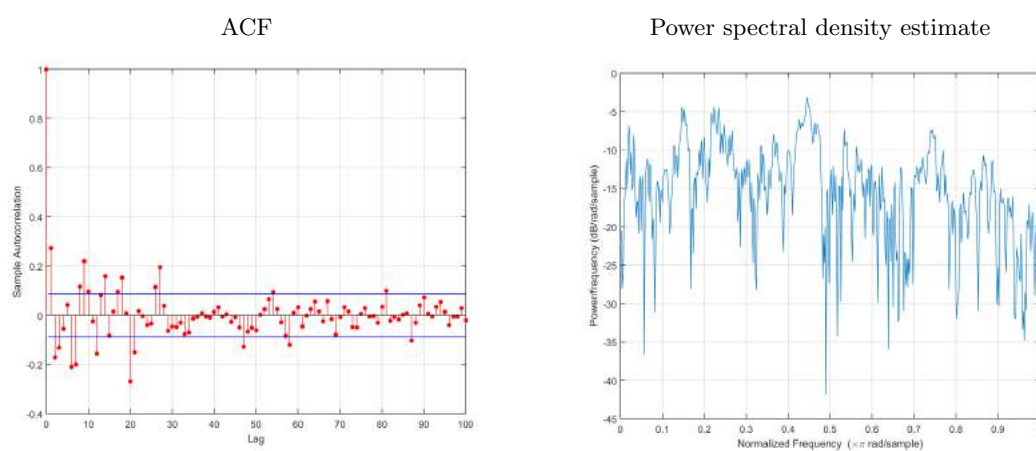 ACF
Power spectral density estimate
1
0.8
0.6
0.4
0.2
0
-0.2
-0.4
Sample Autocorrelation
0 10 20 30 40 50 60 70 80 90 100
Lag
0
-5
-10
-15
-20
-25
-30
-35
-40
-45
Power/frequency (dB/rad/sample)
0 0.1 0.2 0.3 0.4 0.5 0.6 0.7 0.8 0.9
Normalized Frequency (×π rad/sample)